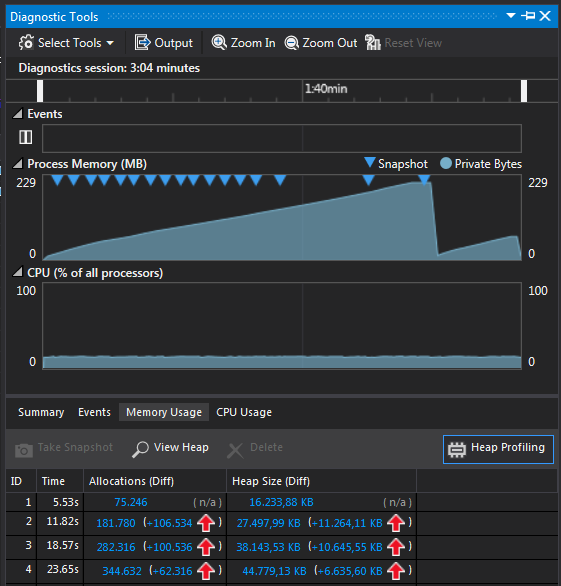 Diagnostic Tools
Select Tools Output Zoom In Zoom Out Reset View
Diagnostics session: 3:04 minutes
1:40min
Events
Process Memory (MB) Snapshot Private Bytes
229 229
0 0
CPU (% of all processors)
100 100
0 0
Summary Events Memory Usage CPU Usage
Take Snapshot View Heap Delete Heap Profiling
ID Time Allocations (Diff) Heap Size (Diff)
1 5.53s 75.246 (n/a) 16.233,88 KB (n/a)
2 11.82s 181.780 (+106.534 ) 27.497,99 KB (+11.264,11 KB )
3 18.57s 282.316 (+100.536 ) 38.143,53 KB (+10.645,55 KB )
4 23.65s 344.632 (+62.316 ) 44.779,13 KB (+6.635,60 KB )